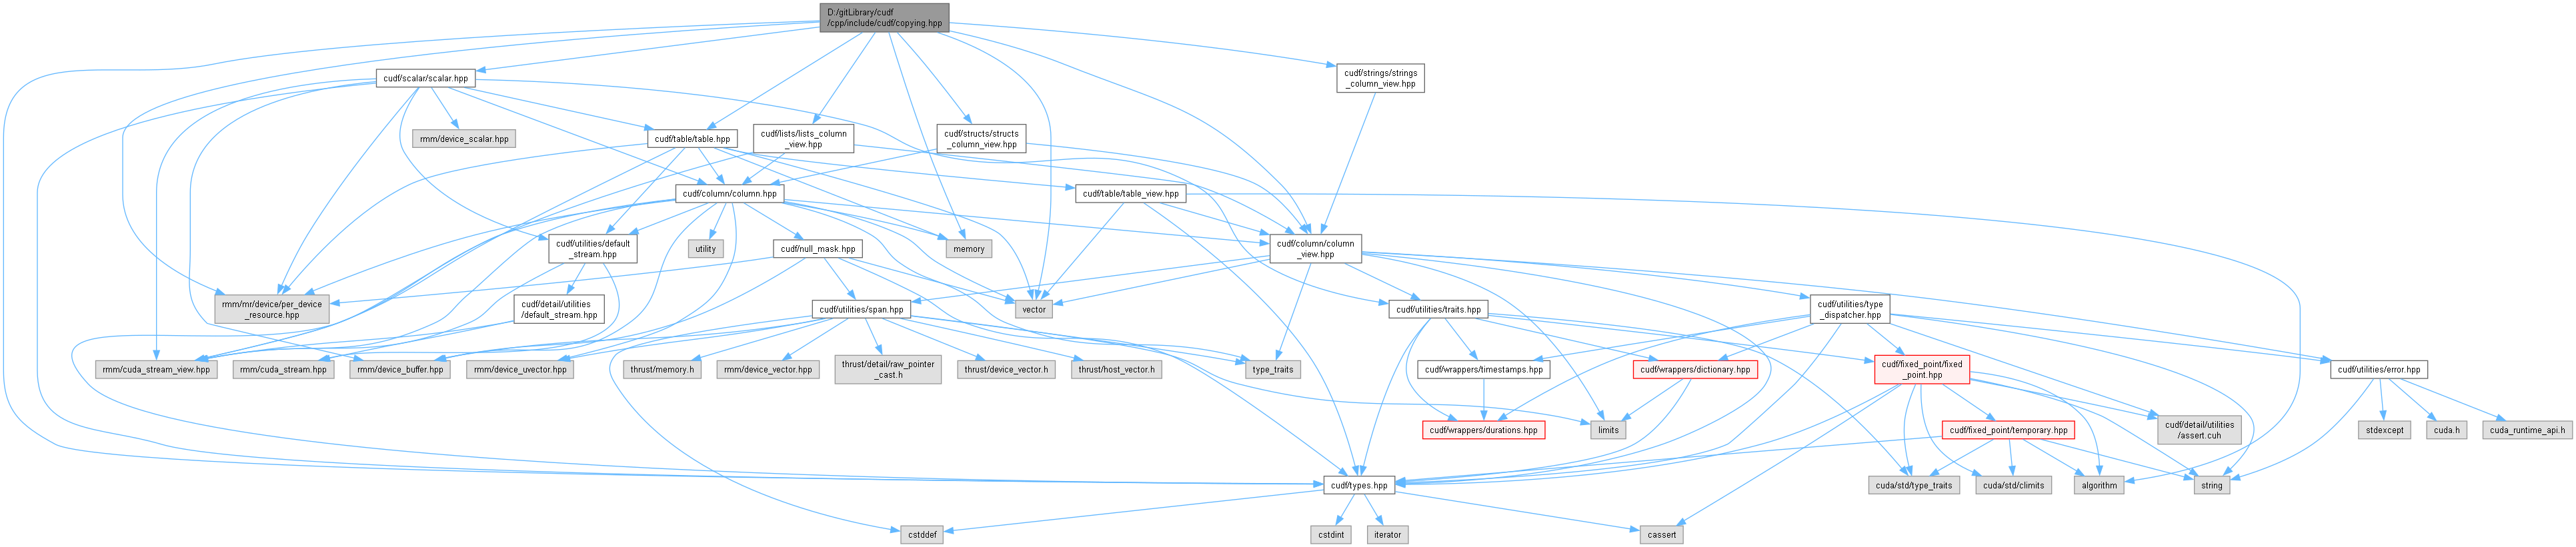 D:/gitLibrary/cudf
/cpp/include/cudf/copying.hpp
cudf/scalar/scalar.hpp
cudf/strings/strings
_column_view.hpp
rmm/device_scalar.hpp
cudf/table/table.hpp
cudf/lists/lists_column
_view.hpp
cudf/structs/structs
_column_view.hpp
cudf/column/column.hpp
cudf/table/table_view.hpp
cudf/utilities/default
_stream.hpp
utility
cudf/null_mask.hpp
memory
cudf/column/column
_view.hpp
rmm/mr/device/per_device
_resource.hpp
cudf/detail/utilities
/default_stream.hpp
cudf/utilities/span.hpp
vector
cudf/utilities/traits.hpp
cudf/utilities/type
_dispatcher.hpp
rmm/cuda_stream_view.hpp
rmm/cuda_stream.hpp
rmm/device_buffer.hpp
rmm/device_uvector.hpp
thrust/memory.h
rmm/device_vector.hpp
thrust/detail/raw_pointer
_cast.h
thrust/device_vector.h
thrust/host_vector.h
type_traits
cudf/wrappers/timestamps.hpp
cudf/wrappers/dictionary.hpp
cudf/fixed_point/fixed
_point.hpp
cudf/utilities/error.hpp
cudf/wrappers/durations.hpp
limits
cudf/fixed_point/temporary.hpp
cudf/detail/utilities
/assert.cuh
stdexcept
cuda.h
cuda_runtime_api.h
cudf/types.hpp
cuda/std/type_traits
cuda/std/climits
algorithm
string
cstddef
cstdint
iterator
cassert